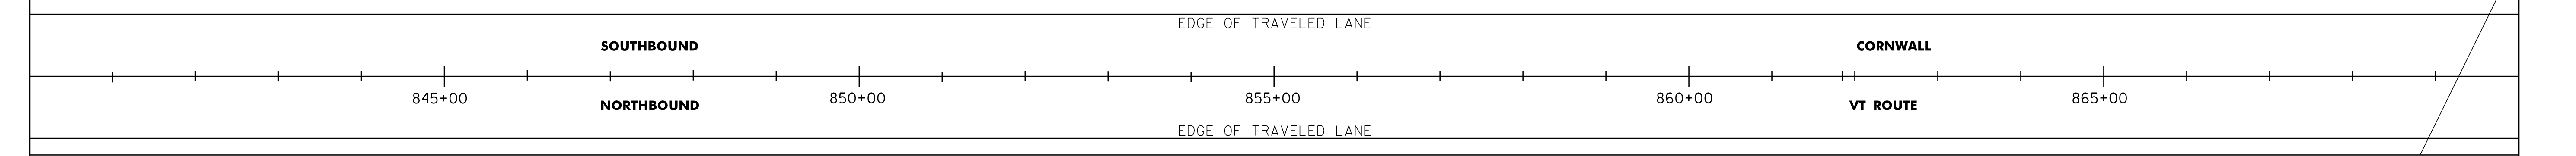 EDGE OF TRAVELED LANE
SOUTHBOUND CORNWALL
845+00 850+00 855+00 860+00 865+00
NORTHBOUND VT ROUTE
EDGE OF TRAVELED LANE